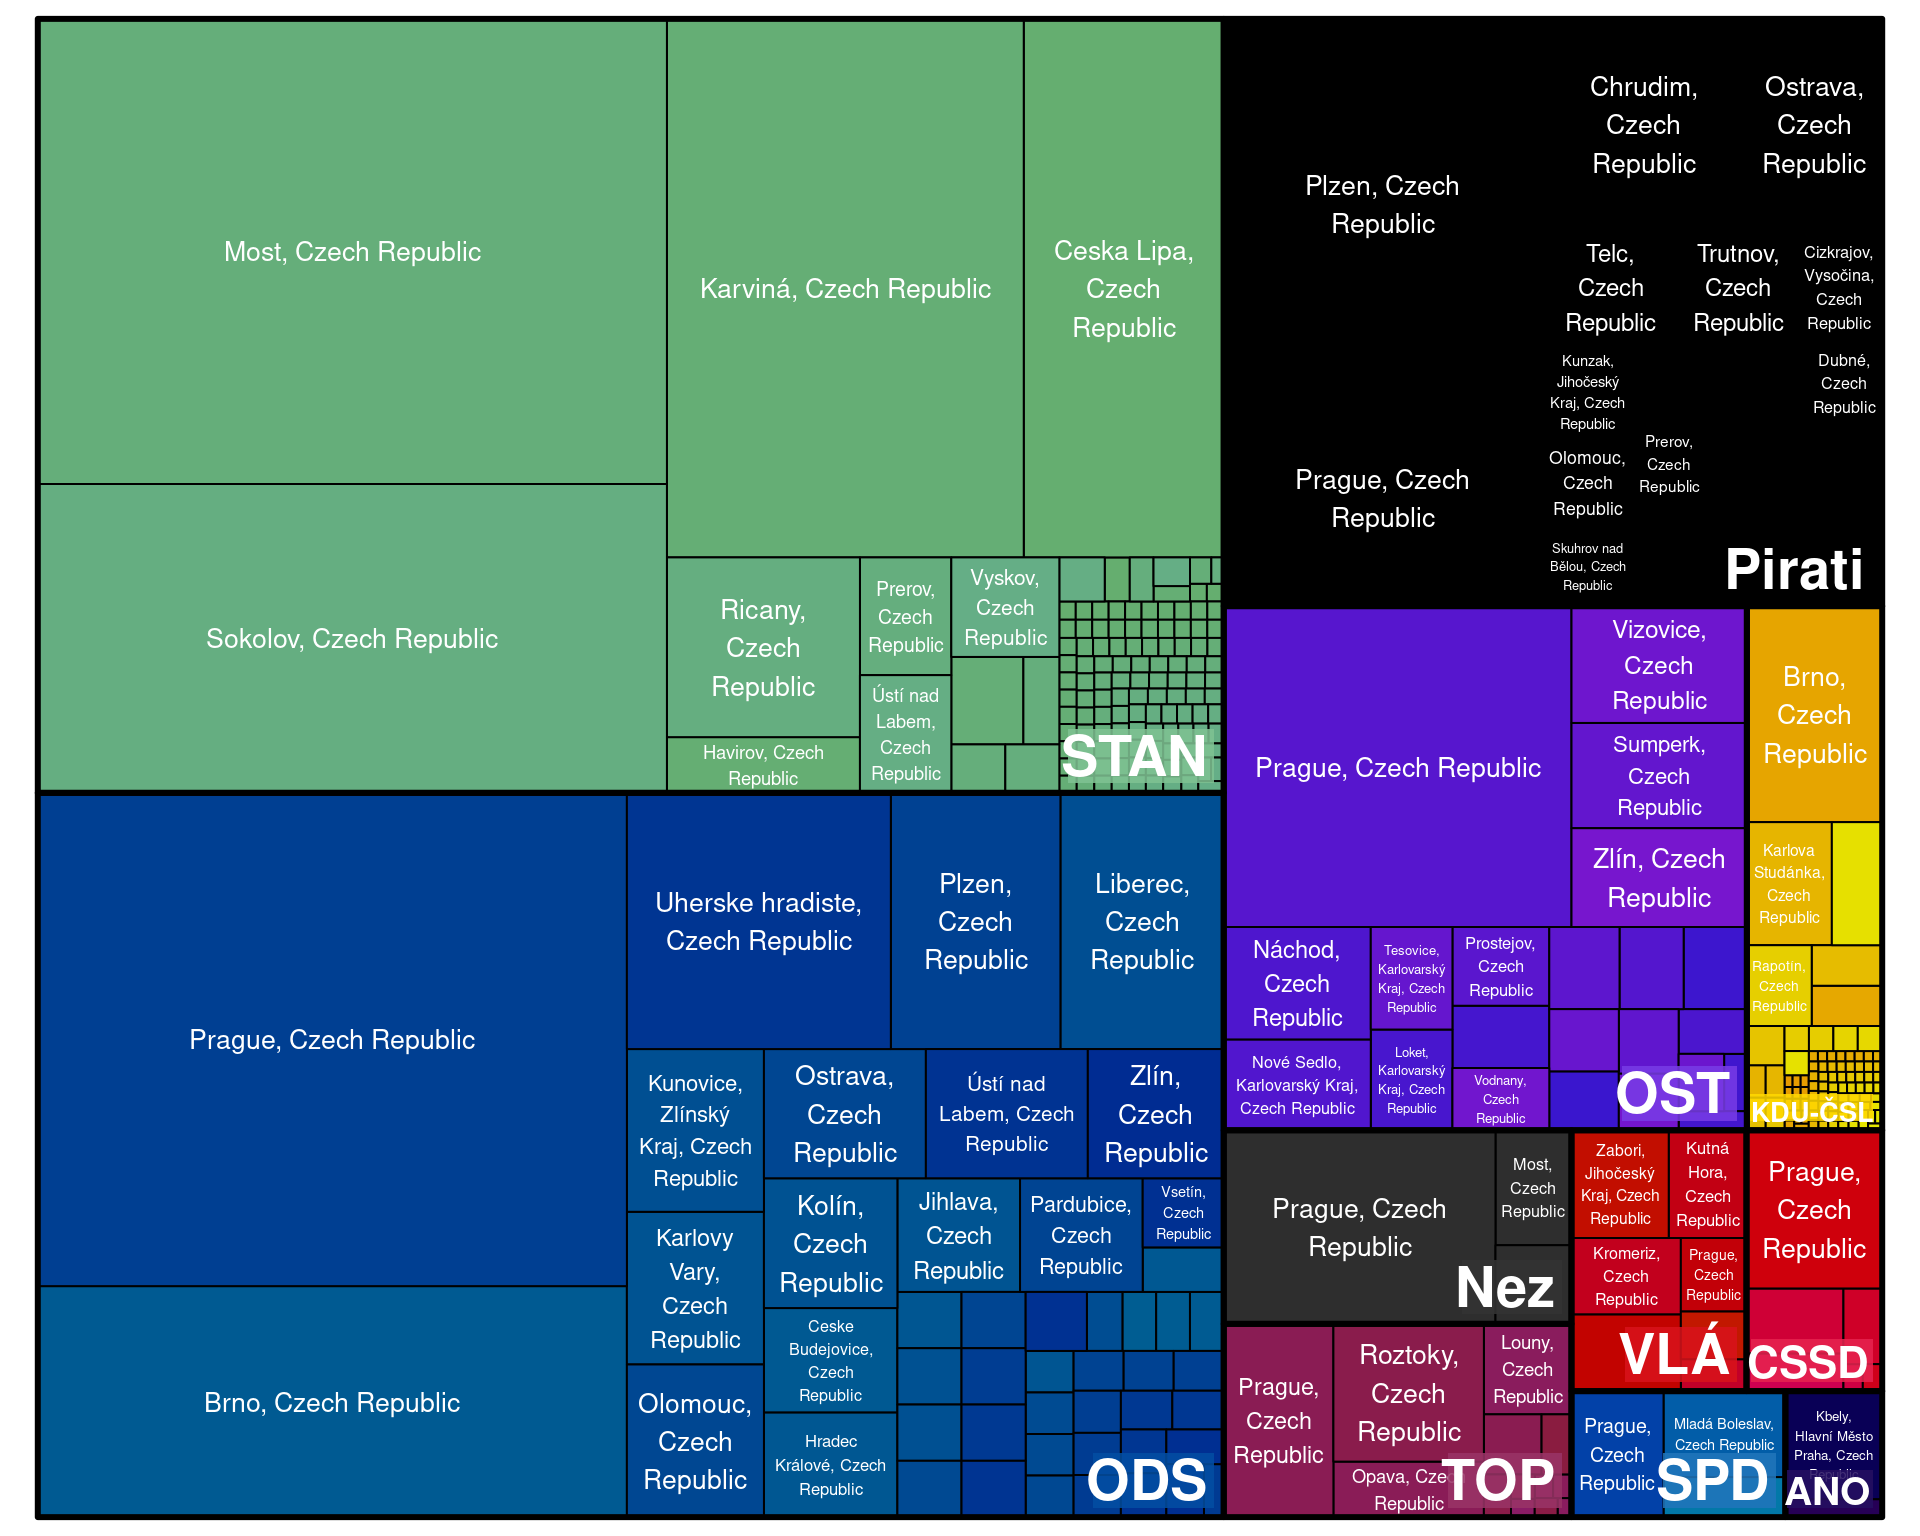 Most, Czech Republic
Sokolov, Czech Republic
Karviná, Czech Republic
Ceska Lipa,
Czech
Republic
Ricany,
Czech
Republic
Havirov, Czech
Republic
Prerov,
Czech
Republic
Ústí nad
Labem,
Czech
Republic
Vyskov,
Czech
Republic
STAN
Prague, Czech Republic
Brno, Czech Republic
Uherske hradiste,
Czech Republic
Plzen,
Czech
Republic
Liberec,
Czech
Republic
Kunovice,
Zlínský
Kraj, Czech
Republic
Karlovy
Vary,
Czech
Republic
Olomouc,
Czech
Republic
Ostrava,
Czech
Republic
Ústí nad
Labem, Czech
Republic
Zlín,
Czech
Republic
Kolín,
Czech
Republic
Ceske
Budejovice,
Czech
Republic
Hradec
Králové, Czech
Republic
Jihlava,
Czech
Republic
Pardubice,
Czech
Republic
Vsetín,
Czech
Republic
ODS
Plzen, Czech
Republic
Prague, Czech
Republic
Chrudim,
Czech
Republic
Ostrava,
Czech
Republic
Telc,
Czech
Republic
Trutnov,
Czech
Republic
Cizkrajov,
Vysočina,
Czech
Republic
Kunzak,
Jihočeský
Kraj, Czech
Republic
Dubné,
Czech
Republic
Olomouc,
Czech
Republic
Prerov,
Czech
Republic
Skuhrov nad
Bělou, Czech
Republic
Pirati
Prague, Czech Republic
Vizovice,
Czech
Republic
Sumperk,
Czech
Republic
Zlín, Czech
Republic
Náchod,
Czech
Republic
Nové Sedlo,
Karlovarský Kraj,
Czech Republic
Tesovice,
Karlovarský
Kraj, Czech
Republic
Loket,
Karlovarský
Kraj, Czech
Republic
Prostejov,
Czech
Republic
Vodnany,
Czech
Republic
OST
Brno,
Czech
Republic
Karlova
Studánka,
Czech
Republic
Rapotín,
Czech
Republic
KDU-ČSL
Prague, Czech
Republic
Most,
Czech
Republic
Nez
Prague,
Czech
Republic
Roztoky,
Czech
Republic
Louny,
Czech
Republic
Opava, Czech
Republic
TOP
Zabori,
Jihočeský
Kraj, Czech
Republic
Kutná
Hora,
Czech
Republic
Kromeriz,
Czech
Republic
Prague,
Czech
Republic
VLÁ
Prague,
Czech
Republic
CSSD
Prague,
Czech
Republic
Mladá Boleslav,
Czech Republic
SPD
Kbely,
Hlavní Město
Praha, Czech
Republic
ANO